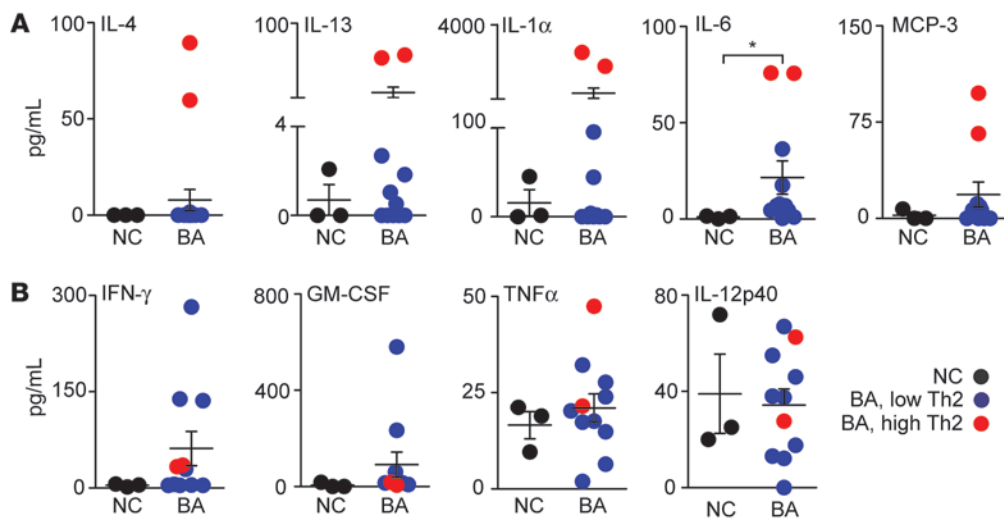 A
IL-4
IL-13
IL-1α
IL-6
MCP-3
pg/mL
100
50
0
NC
BA
100
4
0
NC
BA
4000
100
0
NC
BA
*
100
50
0
NC
BA
150
75
0
NC
BA
B
IFN-γ
GM-CSF
TNFα
IL-12p40
pg/mL
300
150
0
NC
BA
800
400
0
NC
BA
50
25
0
NC
BA
80
40
0
NC
BA
NC
BA, low Th2
BA, high Th2